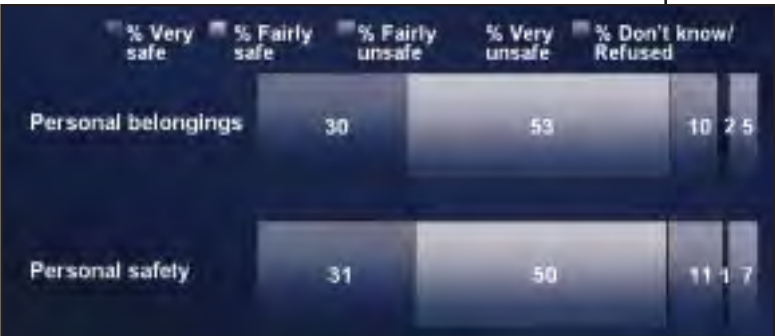 % Very safe
% Fairly safe
% Fairly unsafe
% Very unsafe
% Don't know/ Refused
Personal belongings 30 53 10 2 5
Personal safety 31 50 11 1 7